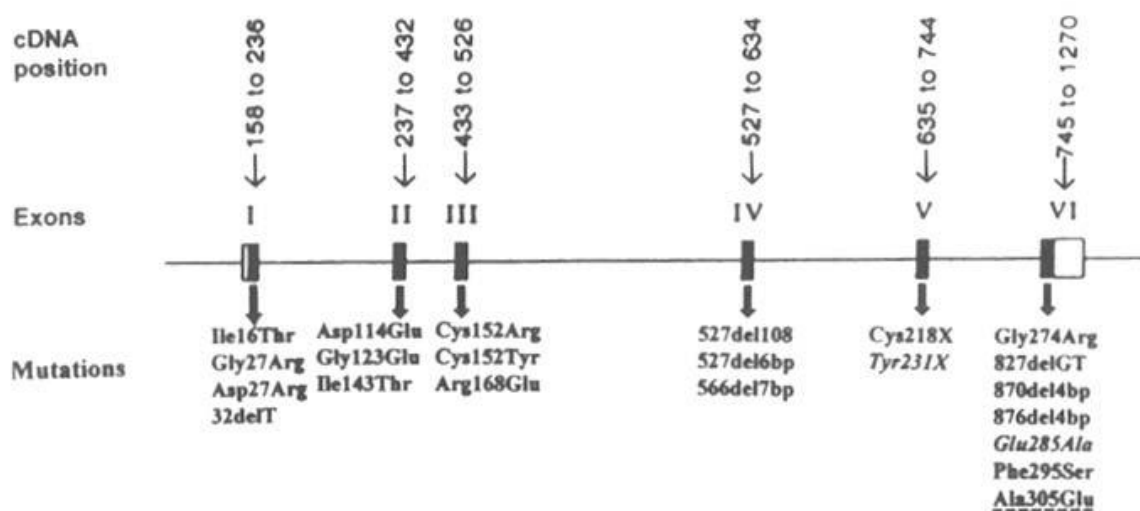 cDNA position
158 to 236
237 to 432
433 to 526
527 to 634
635 to 744
745 to 1270
Exons I II III IV V VI
Mutations
Ile16Thr
Gly27Arg
Asp27Arg
32delT
Asp114Glu
Gly123Glu
Ile143Thr
Cys152Arg
Cys152Tyr
Arg168Glu
527del108
527del6bp
566del7bp
Cys218X
Tyr231X
Gly274Arg
827delGT
870del4bp
876del4bp
Glu285Ala
Phe295Ser
Ala305Glu